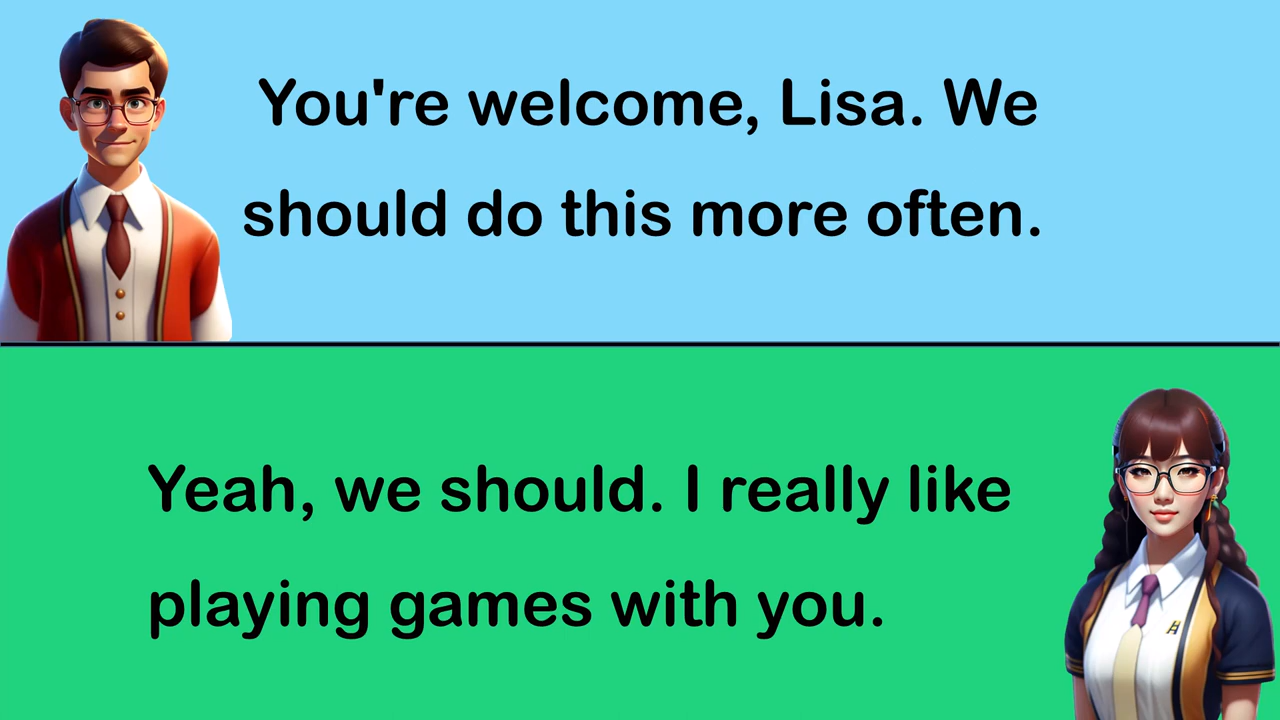 You're welcome, Lisa. We
should do this more often.
Yeah, we should. I really like
playing games with you.